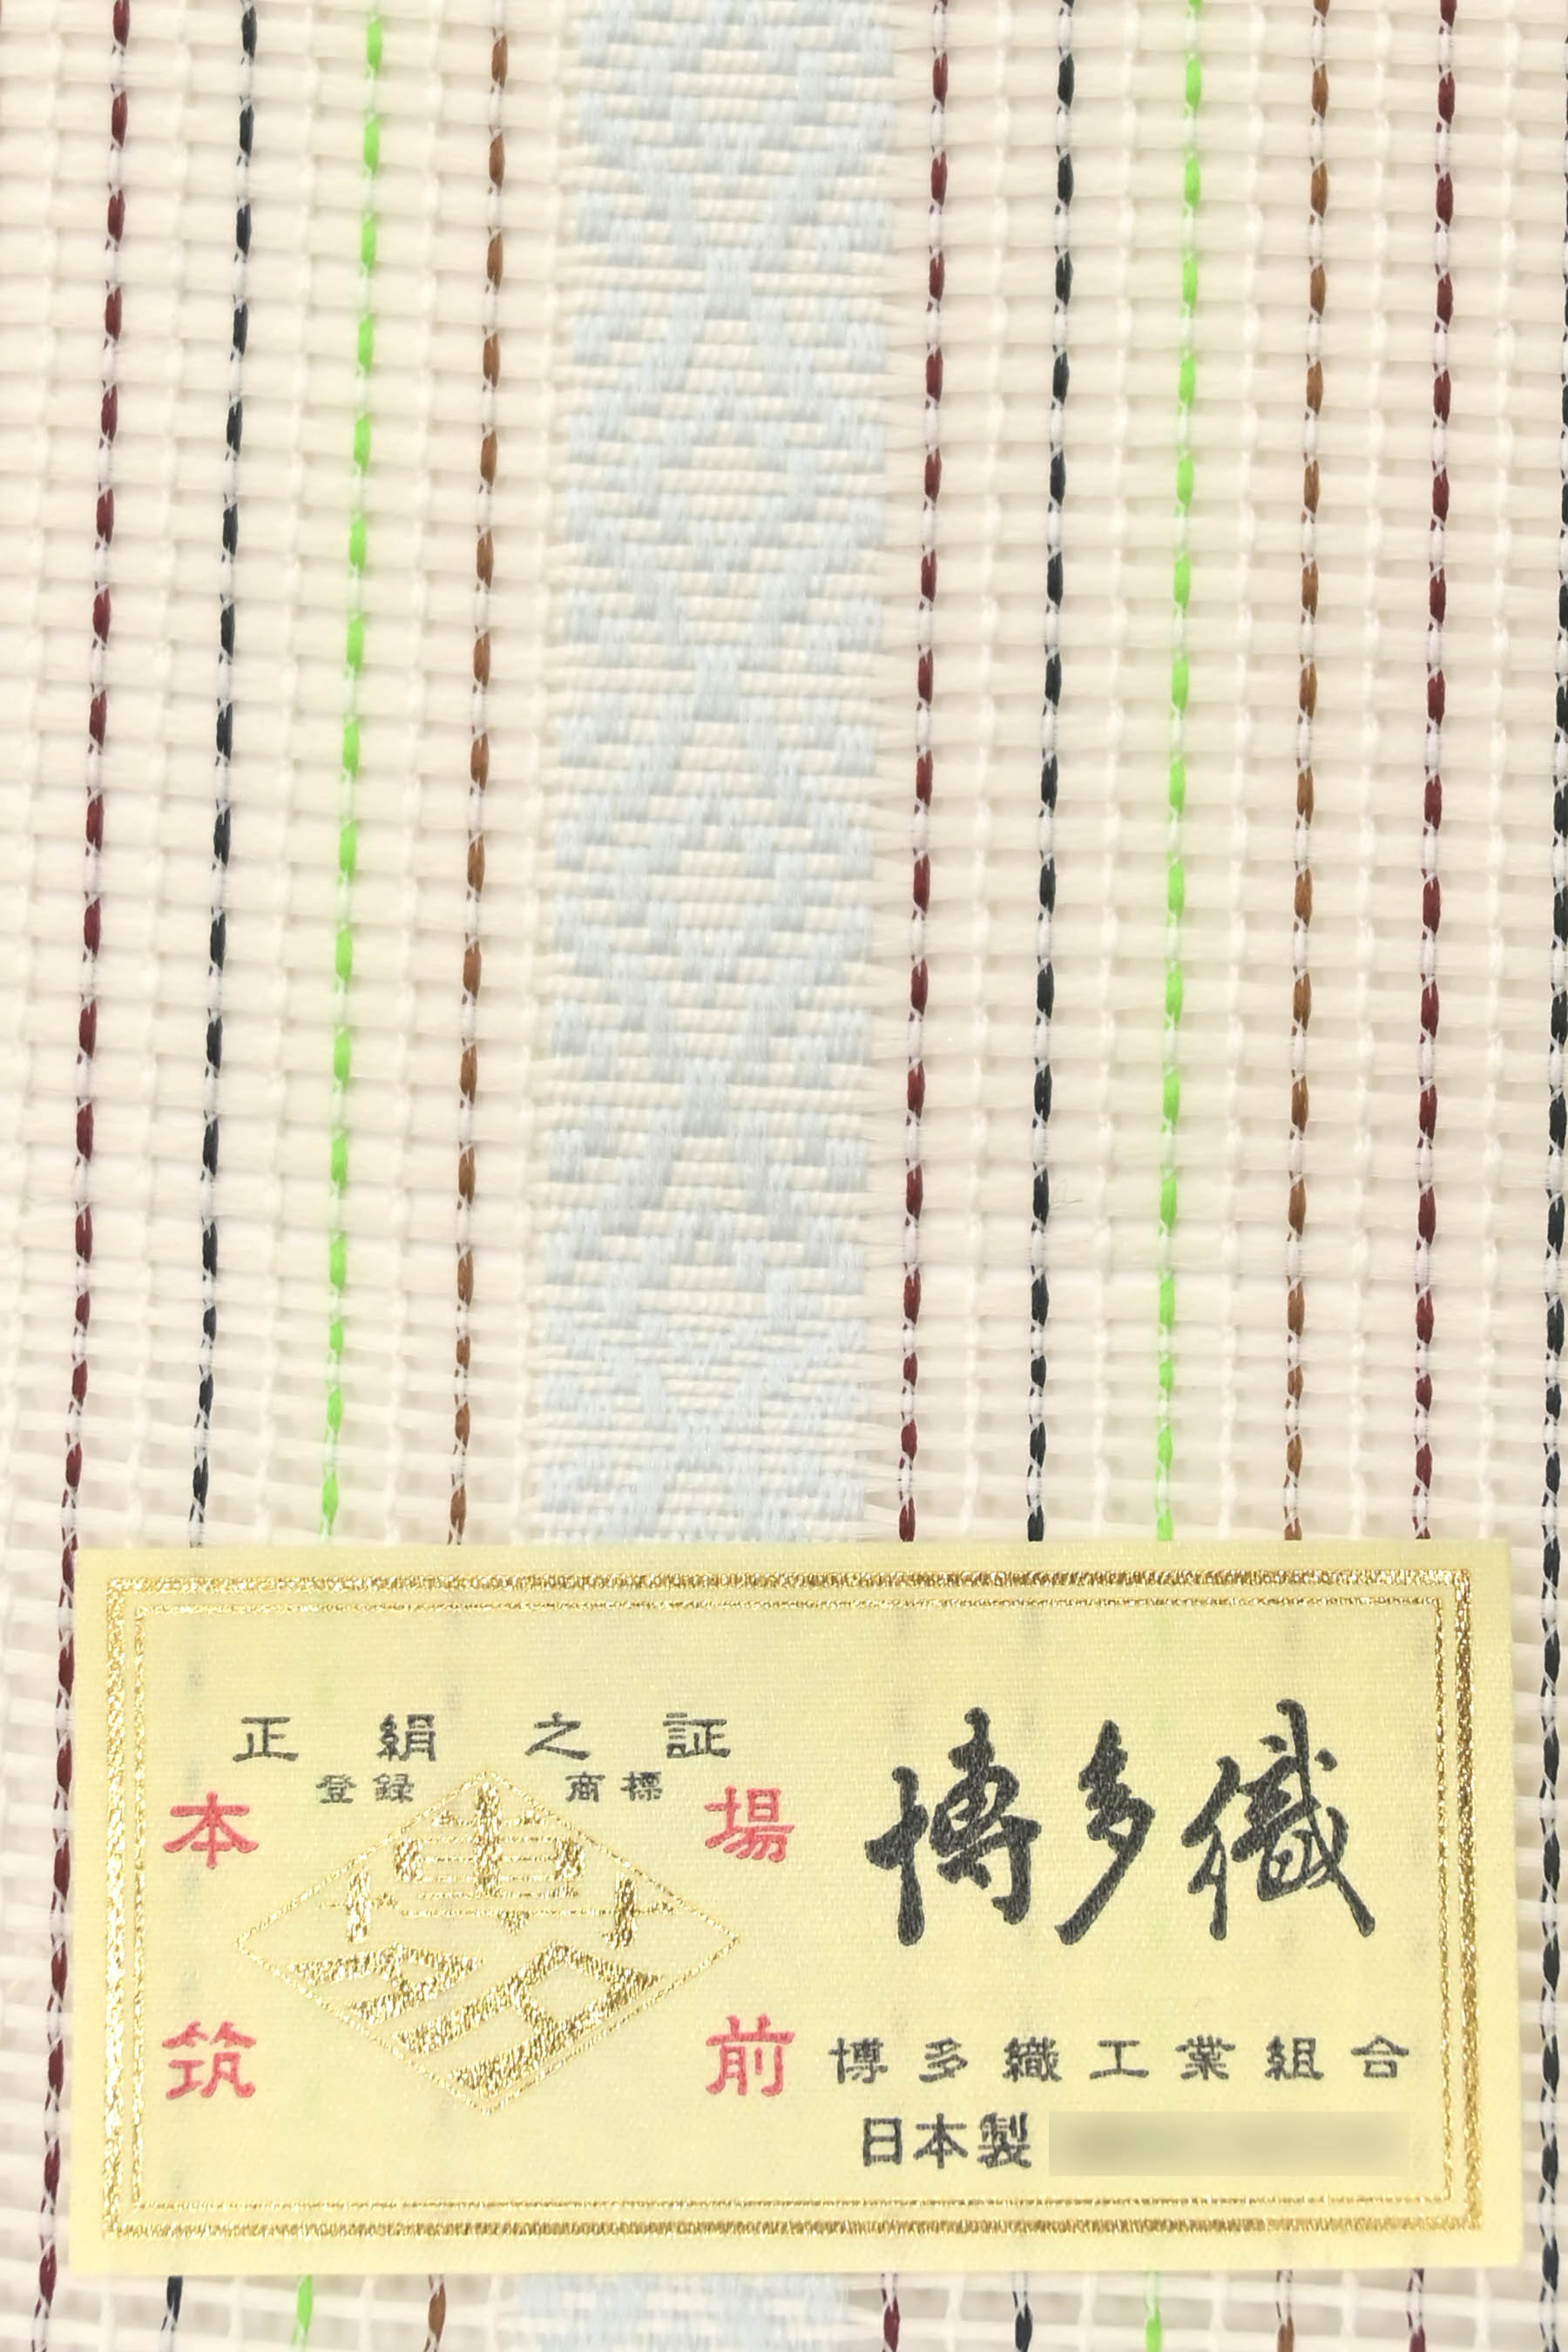 正絹之証
登録 商標
本 場
筑 前
博多
博多織
博多織工業組合
日本製